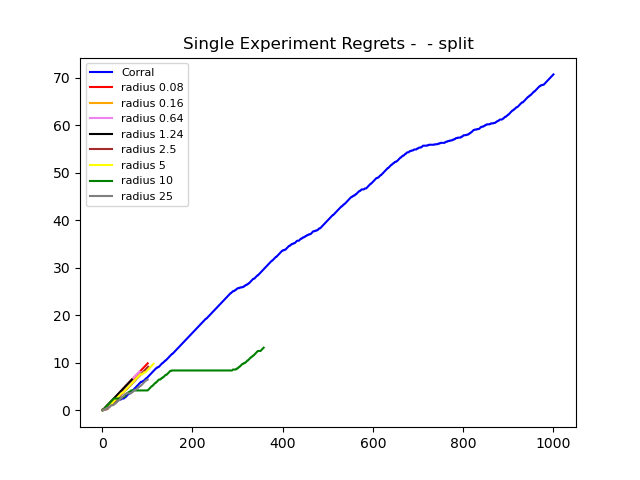 Single Experiment Regrets -  - split
Corral
radius 0.08
radius 0.16
radius 0.64
radius 1.24
radius 2.5
radius 5
radius 10
radius 25
70
60
50
40
30
20
10
0
0 200 400 600 800 1000